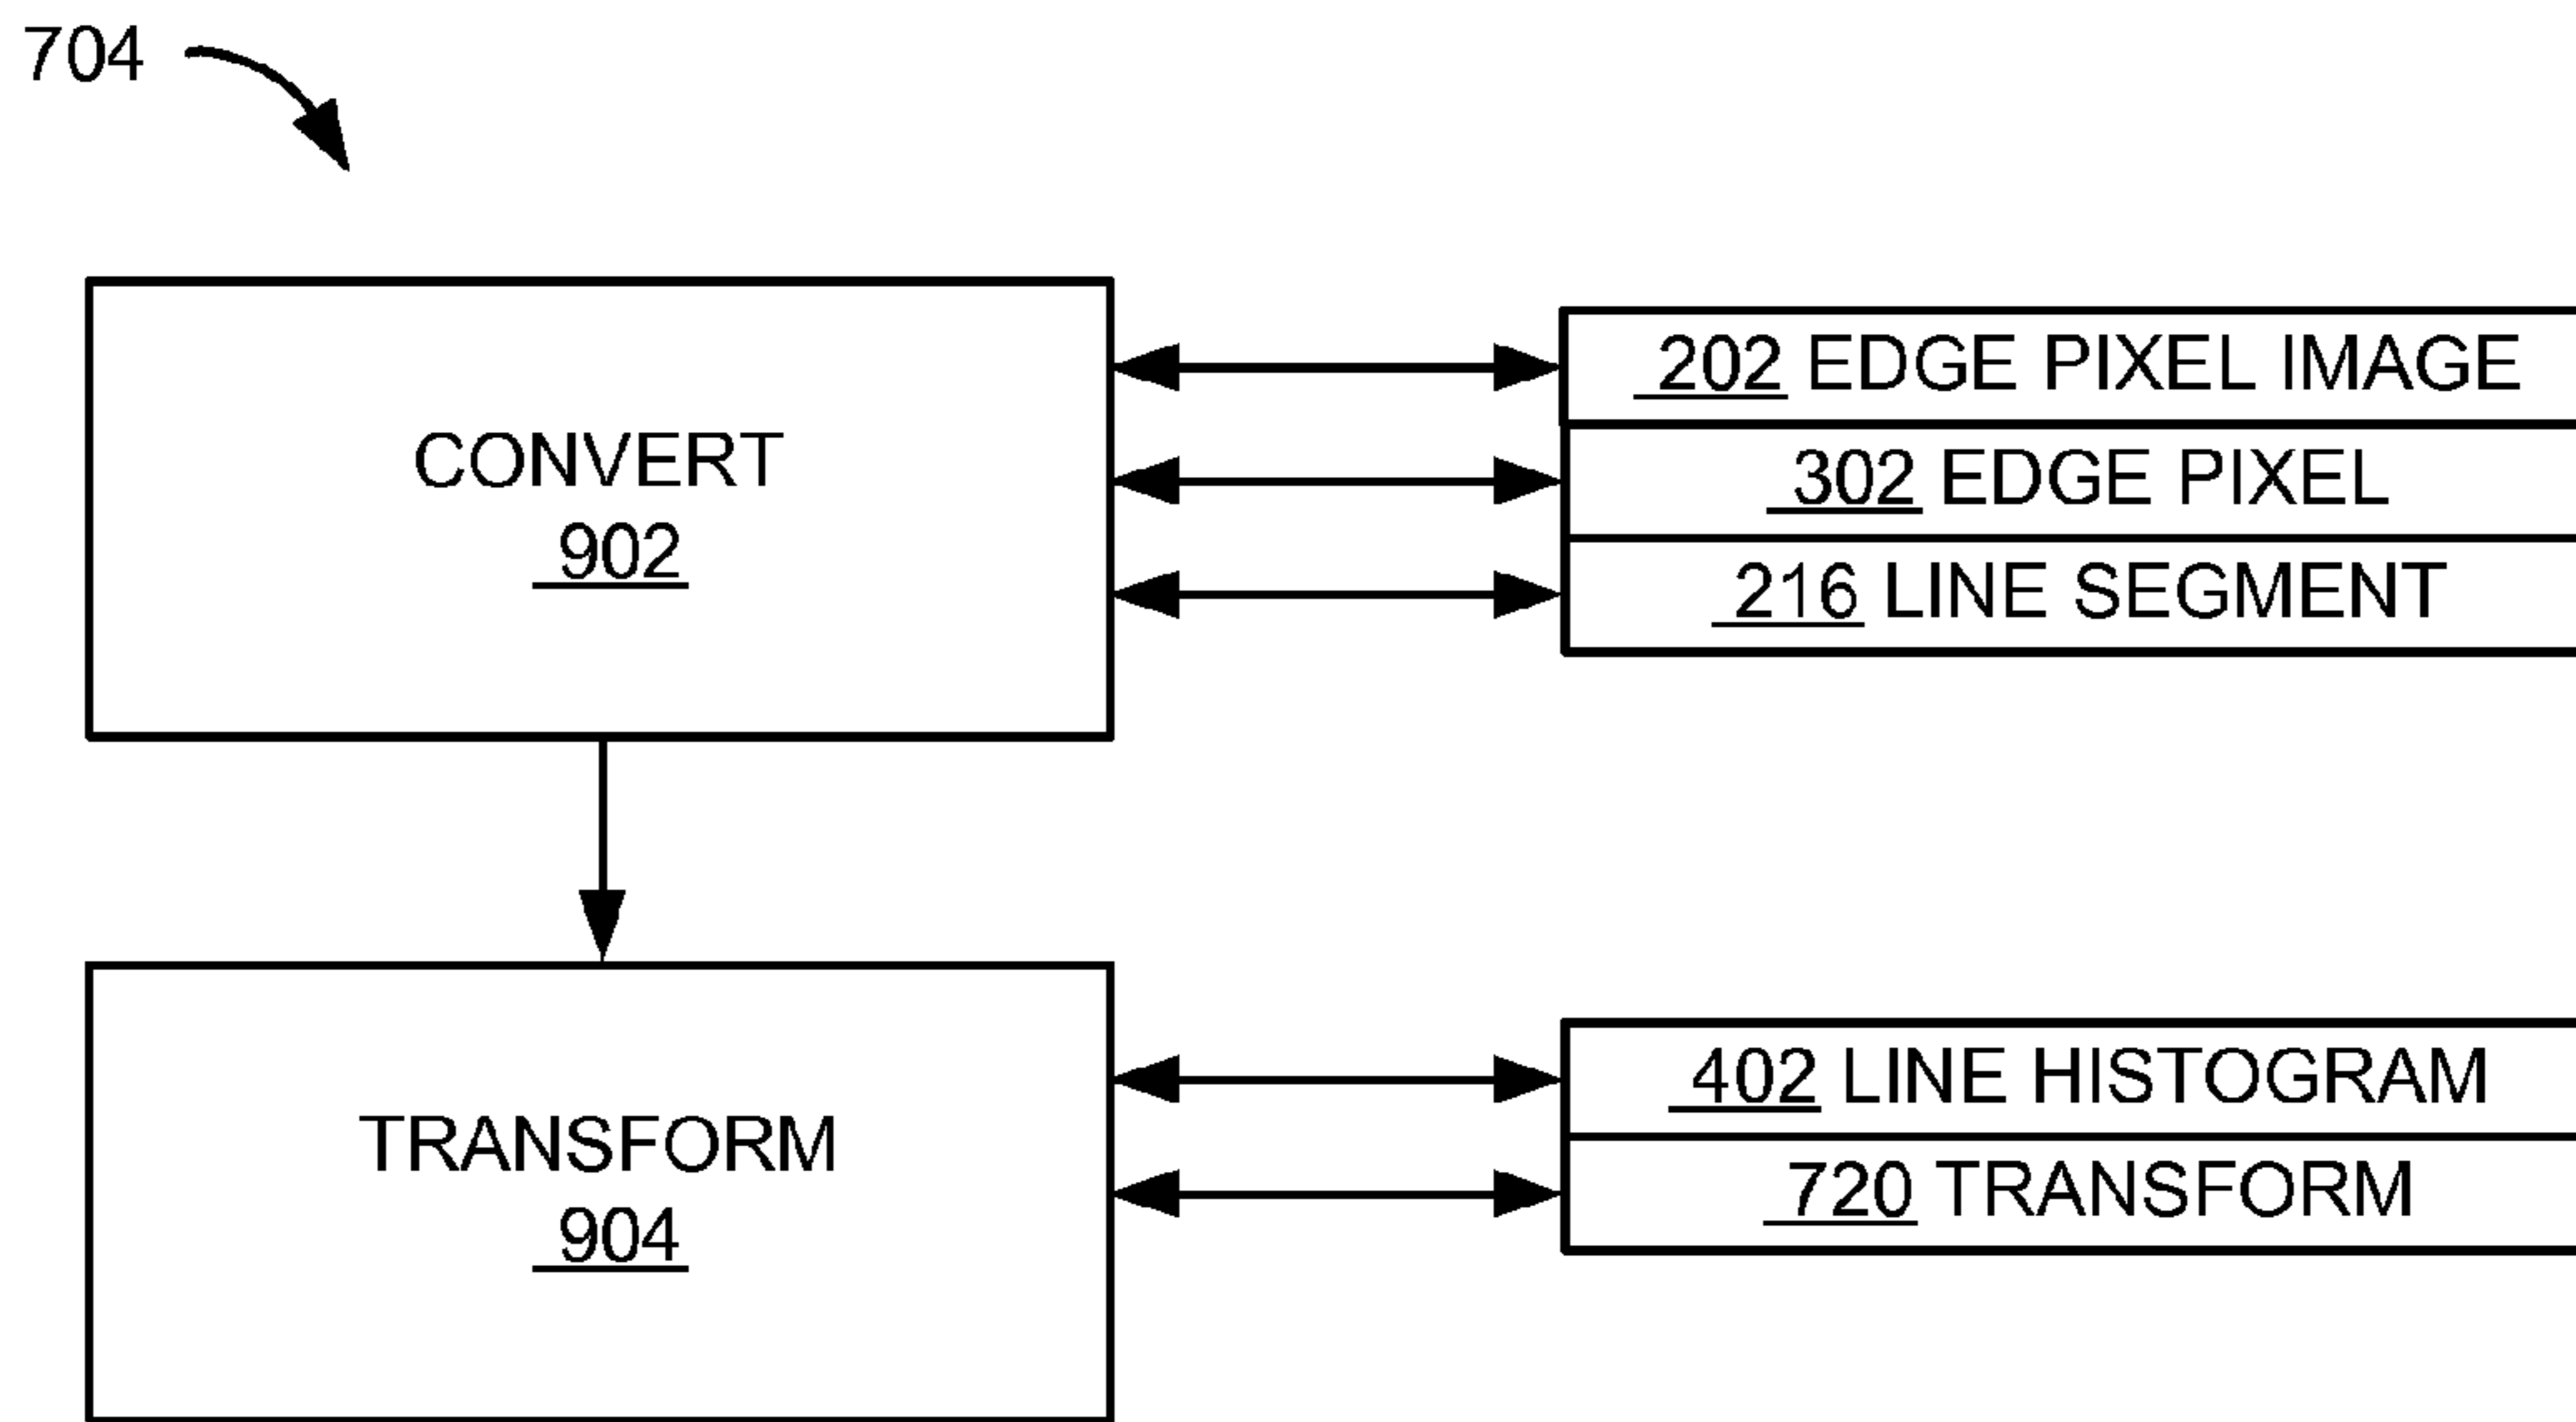 704
CONVERT
902
202 EDGE PIXEL IMAGE
302 EDGE PIXEL
216 LINE SEGMENT
TRANSFORM
904
402 LINE HISTOGRAM
720 TRANSFORM